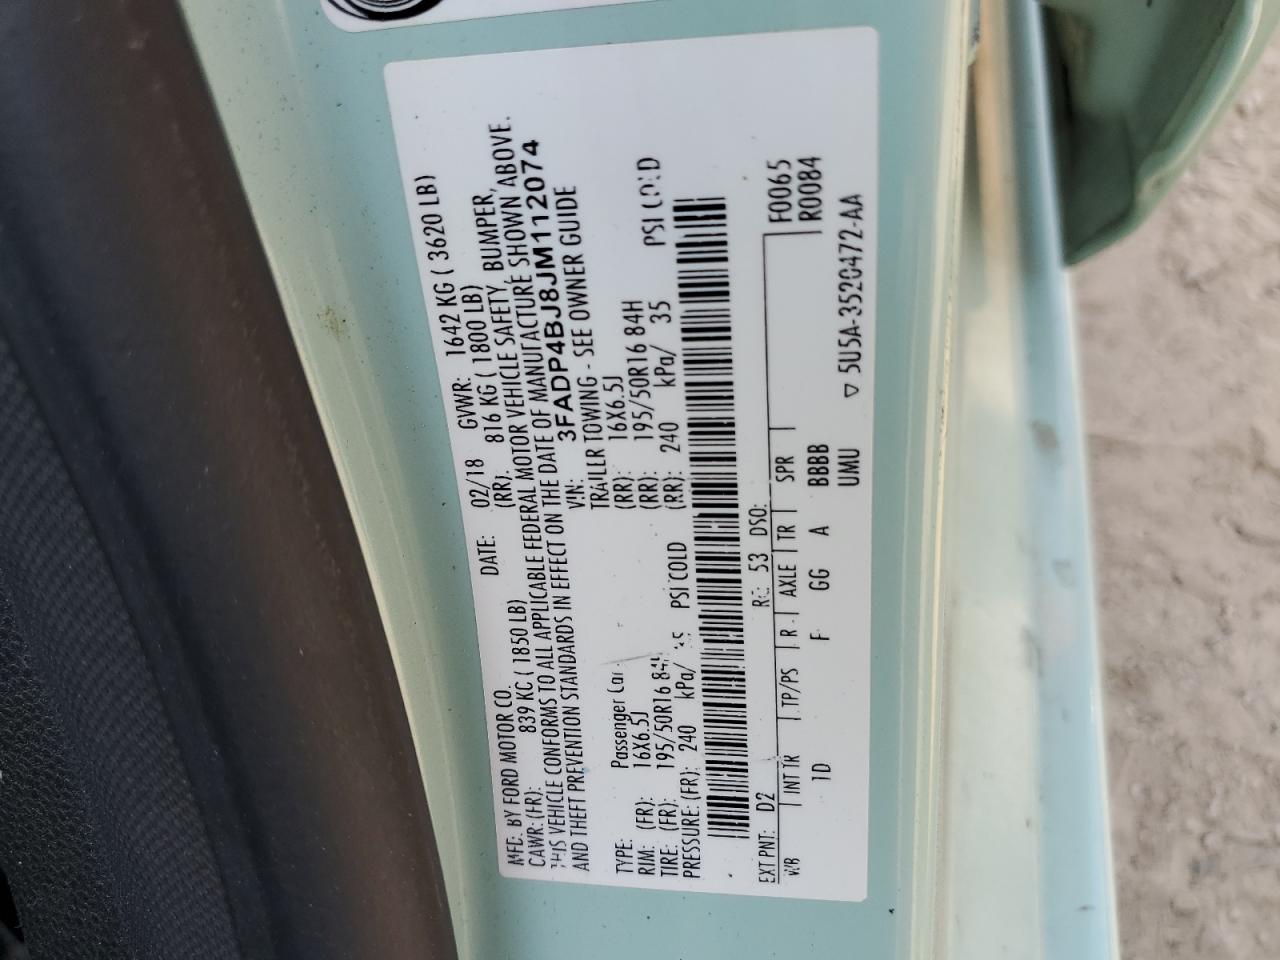 MFD. BY FORD MOTOR CO. DATE: 02/18 GVWR: 1642 KG ( 3620 LB)
GAWR: (FR): 839 KG ( 1850 LB) (RR): 816 KG ( 1800 LB)
THIS VEHICLE CONFORMS TO ALL APPLICABLE FEDERAL MOTOR VEHICLE SAFETY, BUMPER,
AND THEFT PREVENTION STANDARDS IN EFFECT ON THE DATE OF MANUFACTURE SHOWN ABOVE.
VIN: 3FADP4BJ8JM112074
TYPE: Passenger Car TRAILER TOWING - SEE OWNER GUIDE
RIM: (FR): 16X6.5J (RR): 16X6.5J
TIRE: (FR): 195/50R16 84H (RR): 195/50R16 84H
PRESSURE: (FR): 240 kPa/ 35 PSI COLD (RR): 240 kPa/ 35 PSI COLD
EXT PNT: D2 RC: 53 DSO: F0065
WB INT TR TP/PS R AXLE TR SPR R0084
1D F GG A BBBB
UMU ▽ 5U5A-3520472-AA